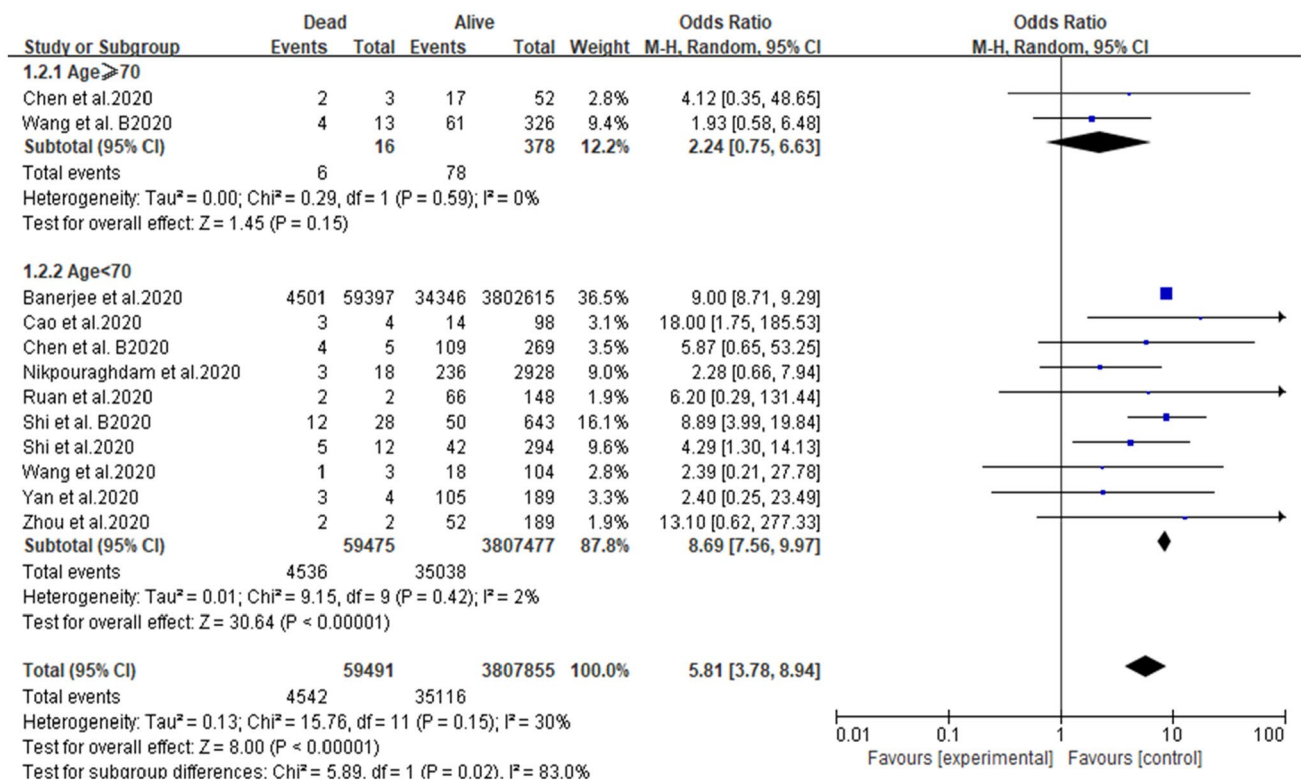 Dead Alive Odds Ratio Odds Ratio
Study or Subgroup Events Total Events Total Weight M-H, Random, 95% CI M-H, Random, 95% CI
1.2.1 Age⩾70
Chen et al.2020 2 3 17 52 2.8% 4.12 [0.35, 48.65]
Wang et al. B2020 4 13 61 326 9.4% 1.93 [0.58, 6.48]
Subtotal (95% CI) 16 378 12.2% 2.24 [0.75, 6.63]
Total events 6 78
Heterogeneity: Tau² = 0.00; Chi² = 0.29, df = 1 (P = 0.59); I² = 0%
Test for overall effect: Z = 1.45 (P = 0.15)
1.2.2 Age<70
Banerjee et al.2020 4501 59397 34346 3802615 36.5% 9.00 [8.71, 9.29]
Cao et al.2020 3 4 14 98 3.1% 18.00 [1.75, 185.53]
Chen et al. B2020 4 5 109 269 3.5% 5.87 [0.65, 53.25]
Nikpouraghdam et al.2020 3 18 236 2928 9.0% 2.28 [0.66, 7.94]
Ruan et al.2020 2 2 66 148 1.9% 6.20 [0.29, 131.44]
Shi et al. B2020 12 28 50 643 16.1% 8.89 [3.99, 19.84]
Shi et al.2020 5 12 42 294 9.6% 4.29 [1.30, 14.13]
Wang et al.2020 1 3 18 104 2.8% 2.39 [0.21, 27.78]
Yan et al.2020 3 4 105 189 3.3% 2.40 [0.25, 23.49]
Zhou et al.2020 2 2 52 189 1.9% 13.10 [0.62, 277.33]
Subtotal (95% CI) 59475 3807477 87.8% 8.69 [7.56, 9.97]
Total events 4536 35038
Heterogeneity: Tau² = 0.01; Chi² = 9.15, df = 9 (P = 0.42); I² = 2%
Test for overall effect: Z = 30.64 (P < 0.00001)
Total (95% CI) 59491 3807855 100.0% 5.81 [3.78, 8.94]
Total events 4542 35116
Heterogeneity: Tau² = 0.13; Chi² = 15.76, df = 11 (P = 0.15); I² = 30%
Test for overall effect: Z = 8.00 (P < 0.00001)
Test for subgroup differences: Chi² = 5.89, df = 1 (P = 0.02), I² = 83.0%
0.01 0.1 1 10 100
Favours [experimental] Favours [control]